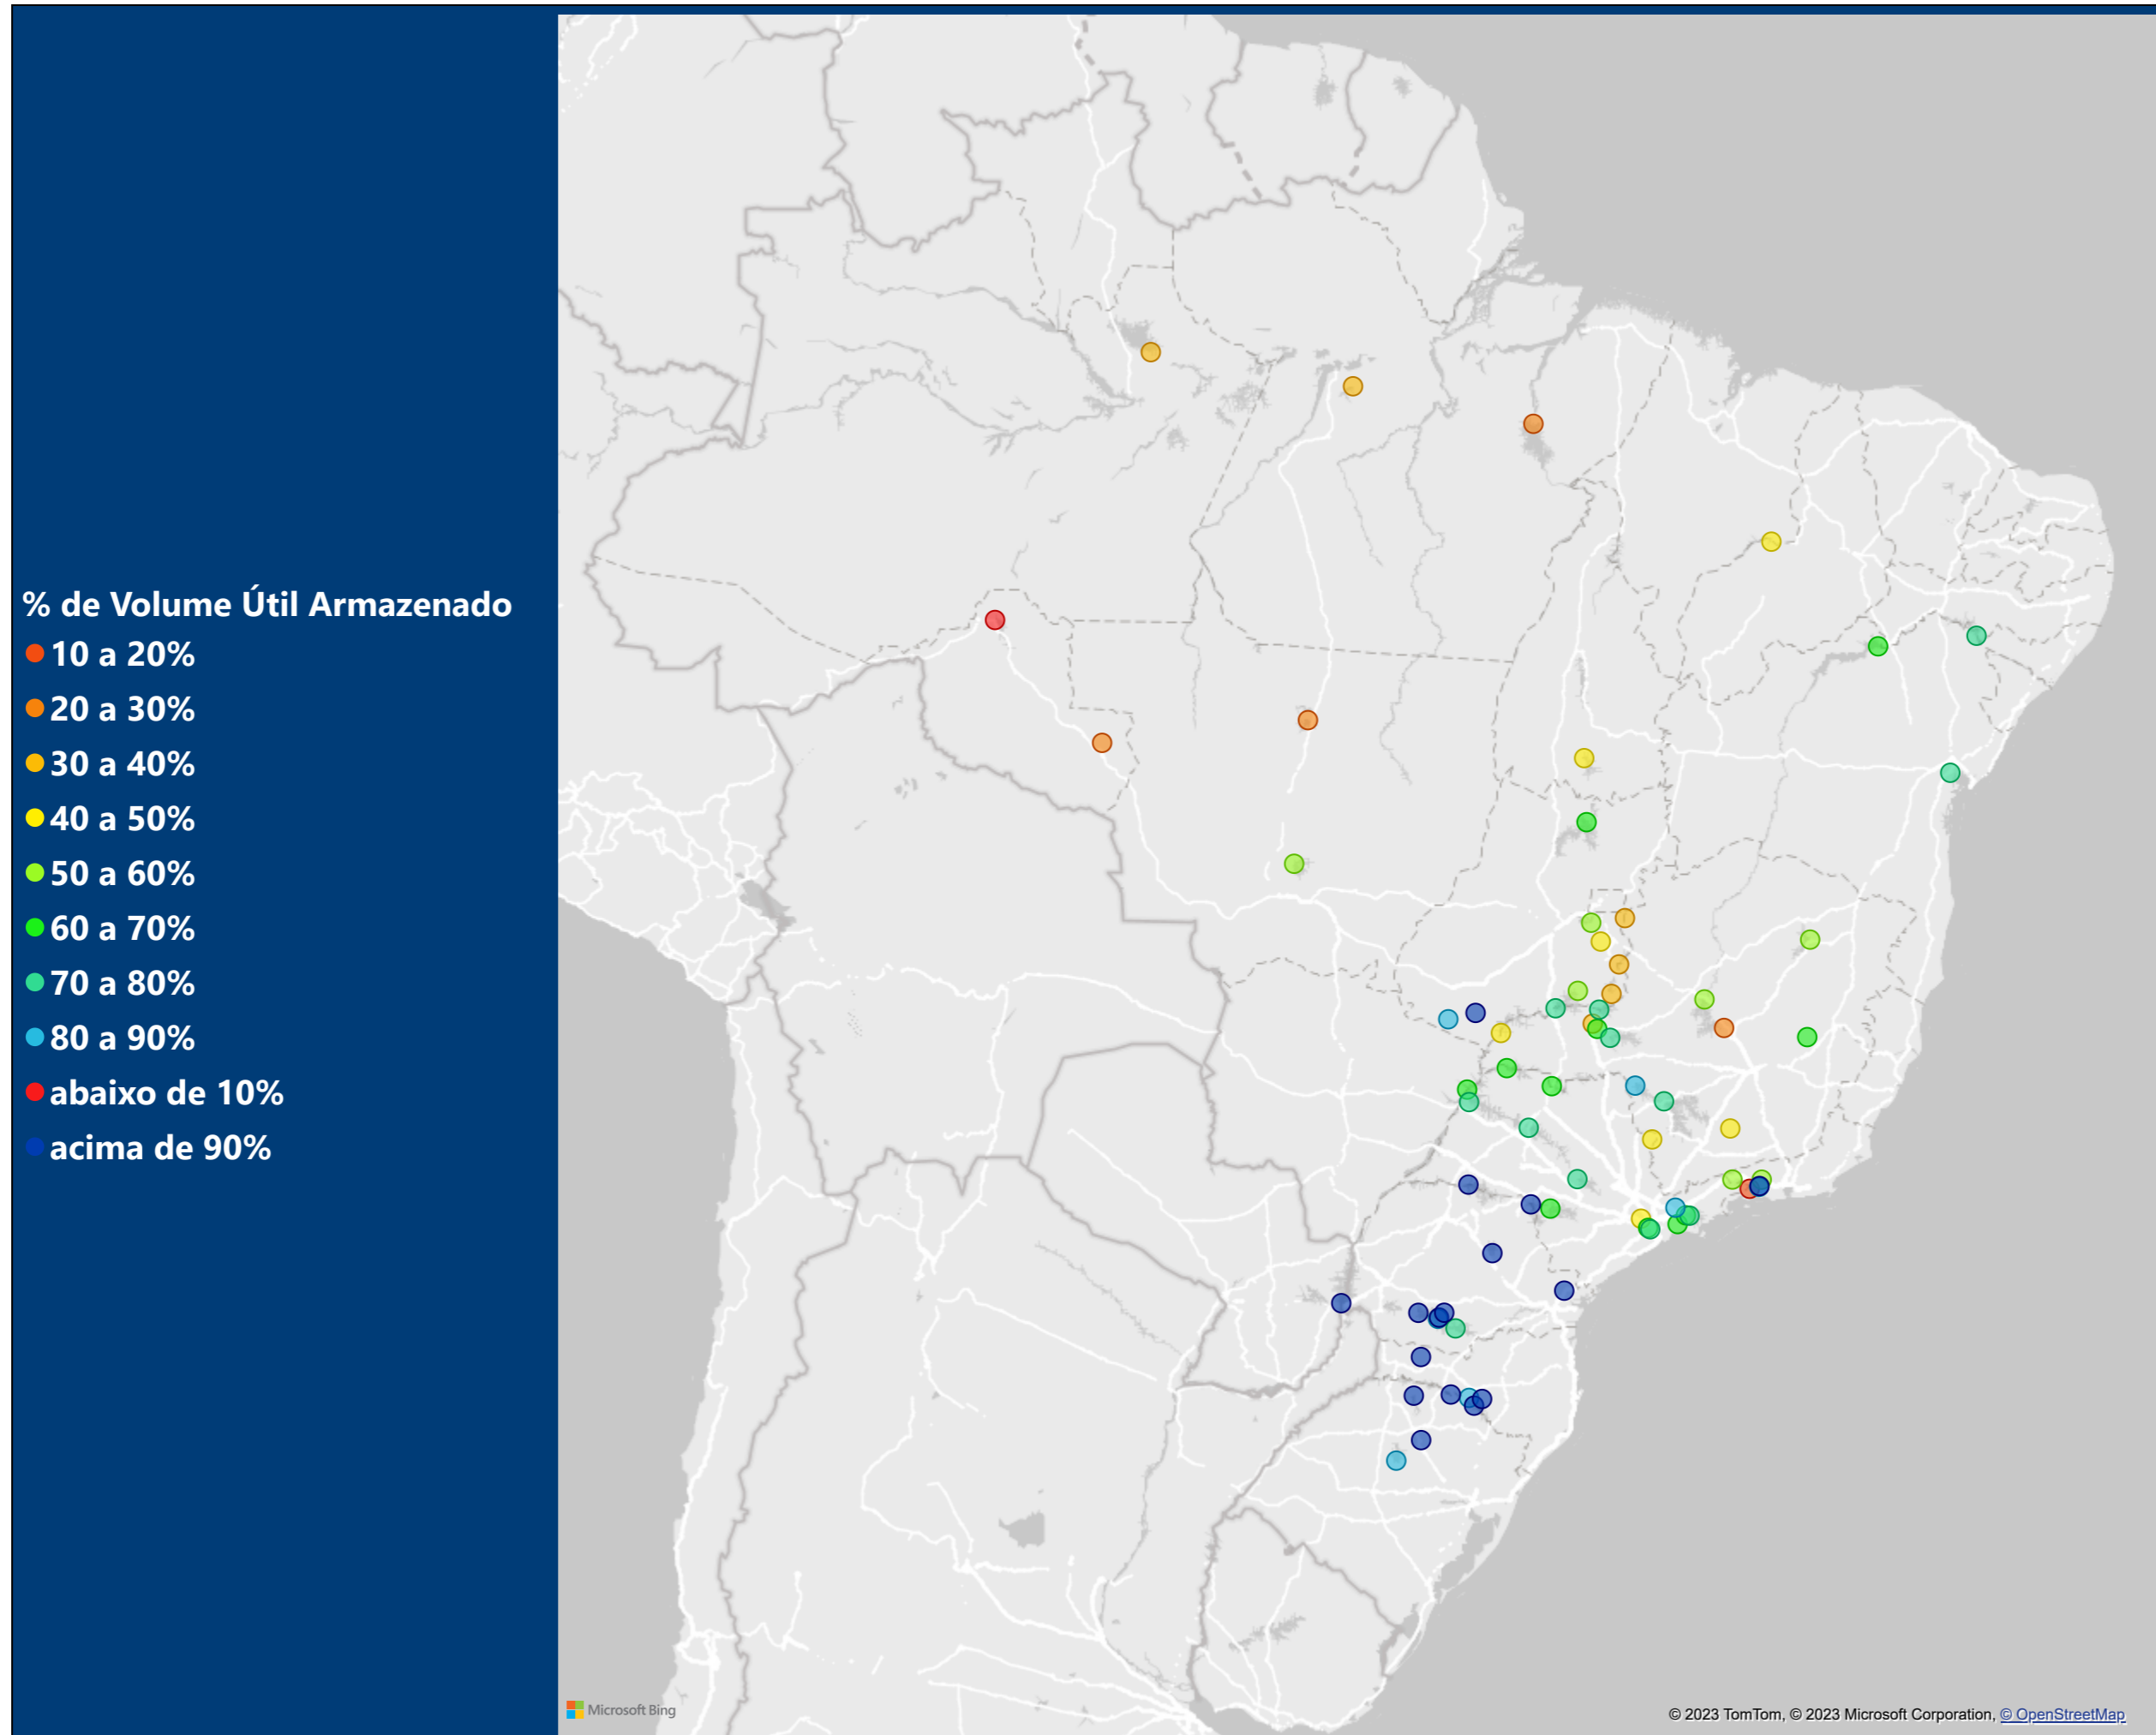 % de Volume Útil Armazenado
10 a 20%
20 a 30%
30 a 40%
40 a 50%
50 a 60%
60 a 70%
70 a 80%
80 a 90%
abaixo de 10%
acima de 90%
Microsoft Bing
© 2023 TomTom, © 2023 Microsoft Corporation, © OpenStreetMap